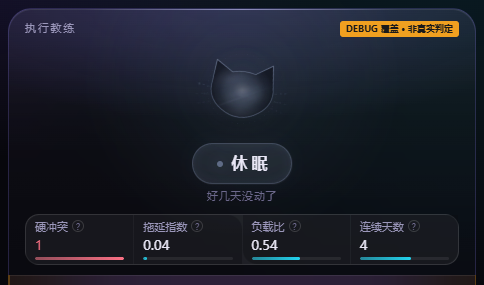 执行教练
DEBUG 覆盖 • 非真实判定
休眠
好几天没动了
硬冲突 ?
拖延指数 ?
负载比 ?
连续天数 ?
1
0.04
0.54
4